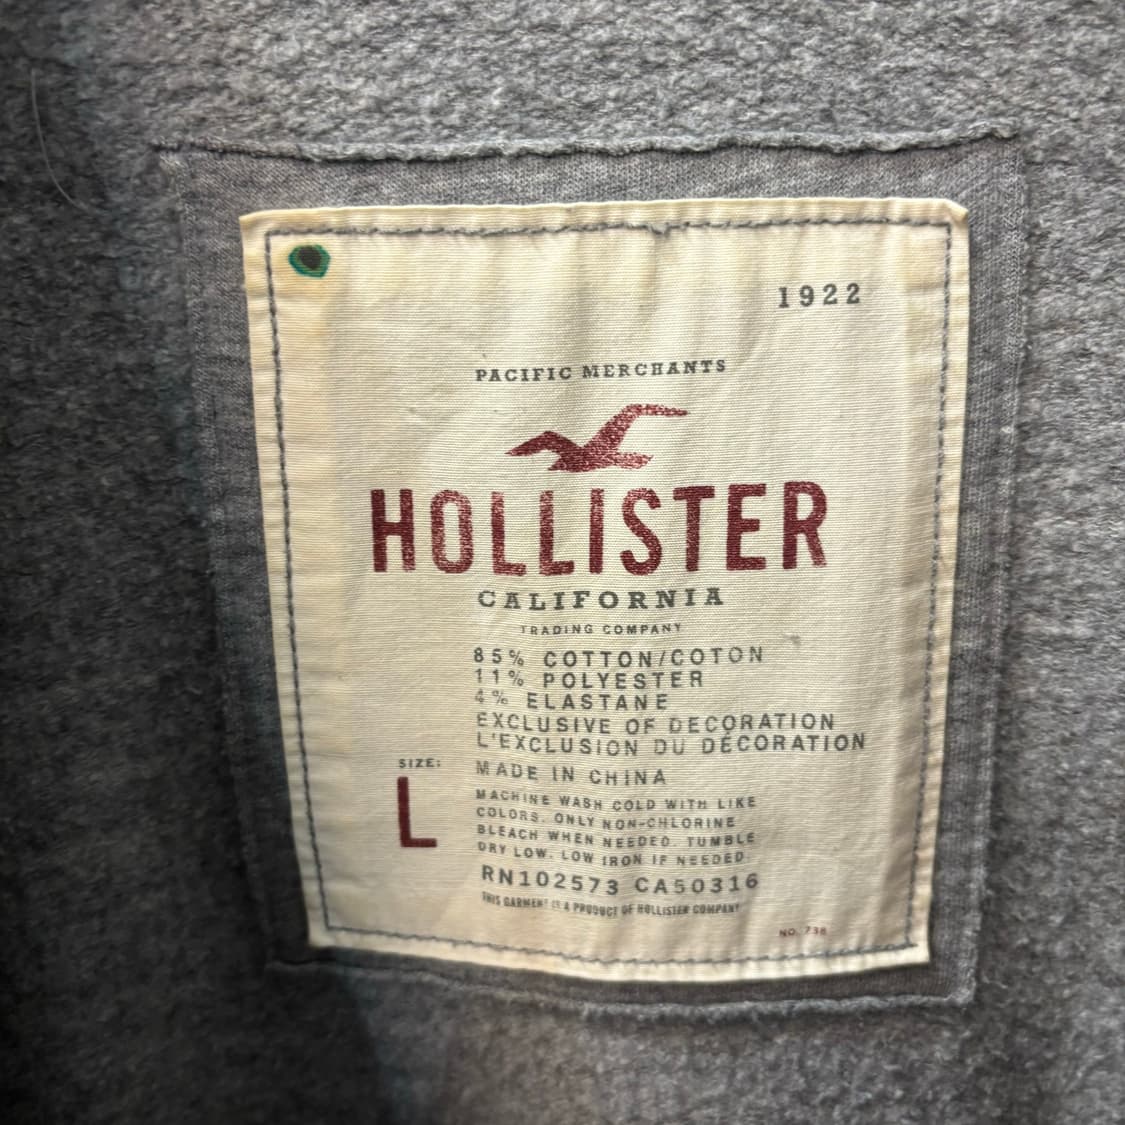 1922
PACIFIC MERCHANTS
HOLLISTER
CALIFORNIA
TRADING COMPANY
85% COTTON/COTON
11% POLYESTER
4% ELASTANE
EXCLUSIVE OF DECORATION
L'EXCLUSION DU DÉCORATION
SIZE:
L
MADE IN CHINA
MACHINE WASH COLD WITH LIKE
COLORS. ONLY NON-CHLORINE
BLEACH WHEN NEEDED. TUMBLE
DRY LOW. LOW IRON IF NEEDED
RN102573 CA50316
THIS GARMENT IS A PRODUCT OF HOLLISTER COMPANY
NO. 738